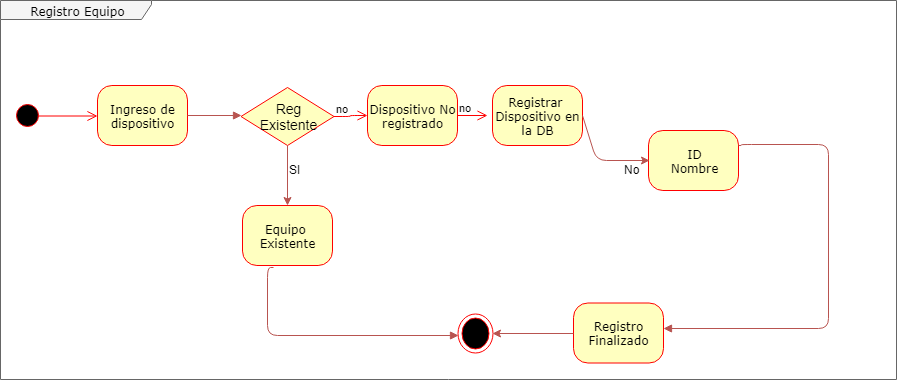 Registro Equipo
Ingreso de
dispositivo
Reg
Existente
no
Dispositivo No
registrado
no
Registrar
Dispositivo en
la DB
No
ID
Nombre
SI
Equipo
Existente
Registro
Finalizado